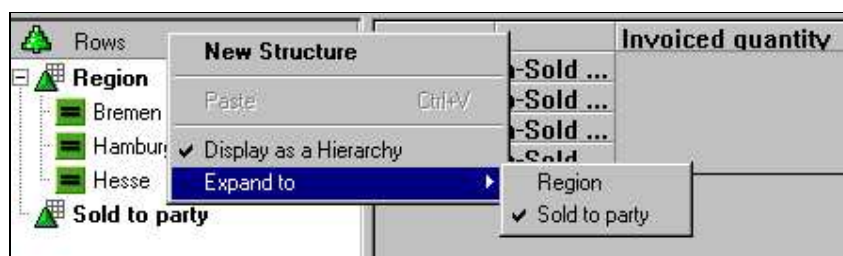 Rows
Region
Bremen
Hamburg
Hesse
Sold to party
New Structure
Paste Ctrl+V
Display as a Hierarchy
Expand to
Region
Sold to party
Invoiced quantity
-Sold ...
-Sold ...
-Sold ...
-Sold